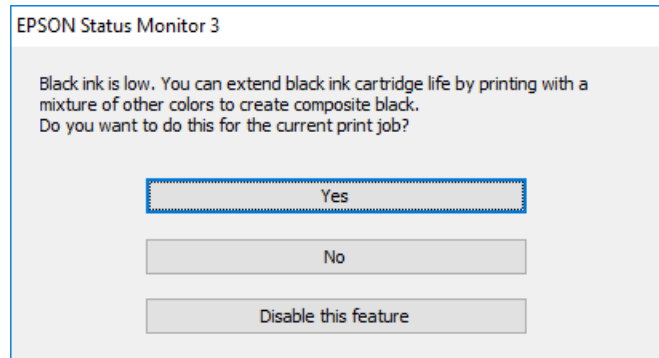 EPSON Status Monitor 3
Black ink is low. You can extend black ink cartridge life by printing with a
mixture of other colors to create composite black.
Do you want to do this for the current print job?
Yes
No
Disable this feature